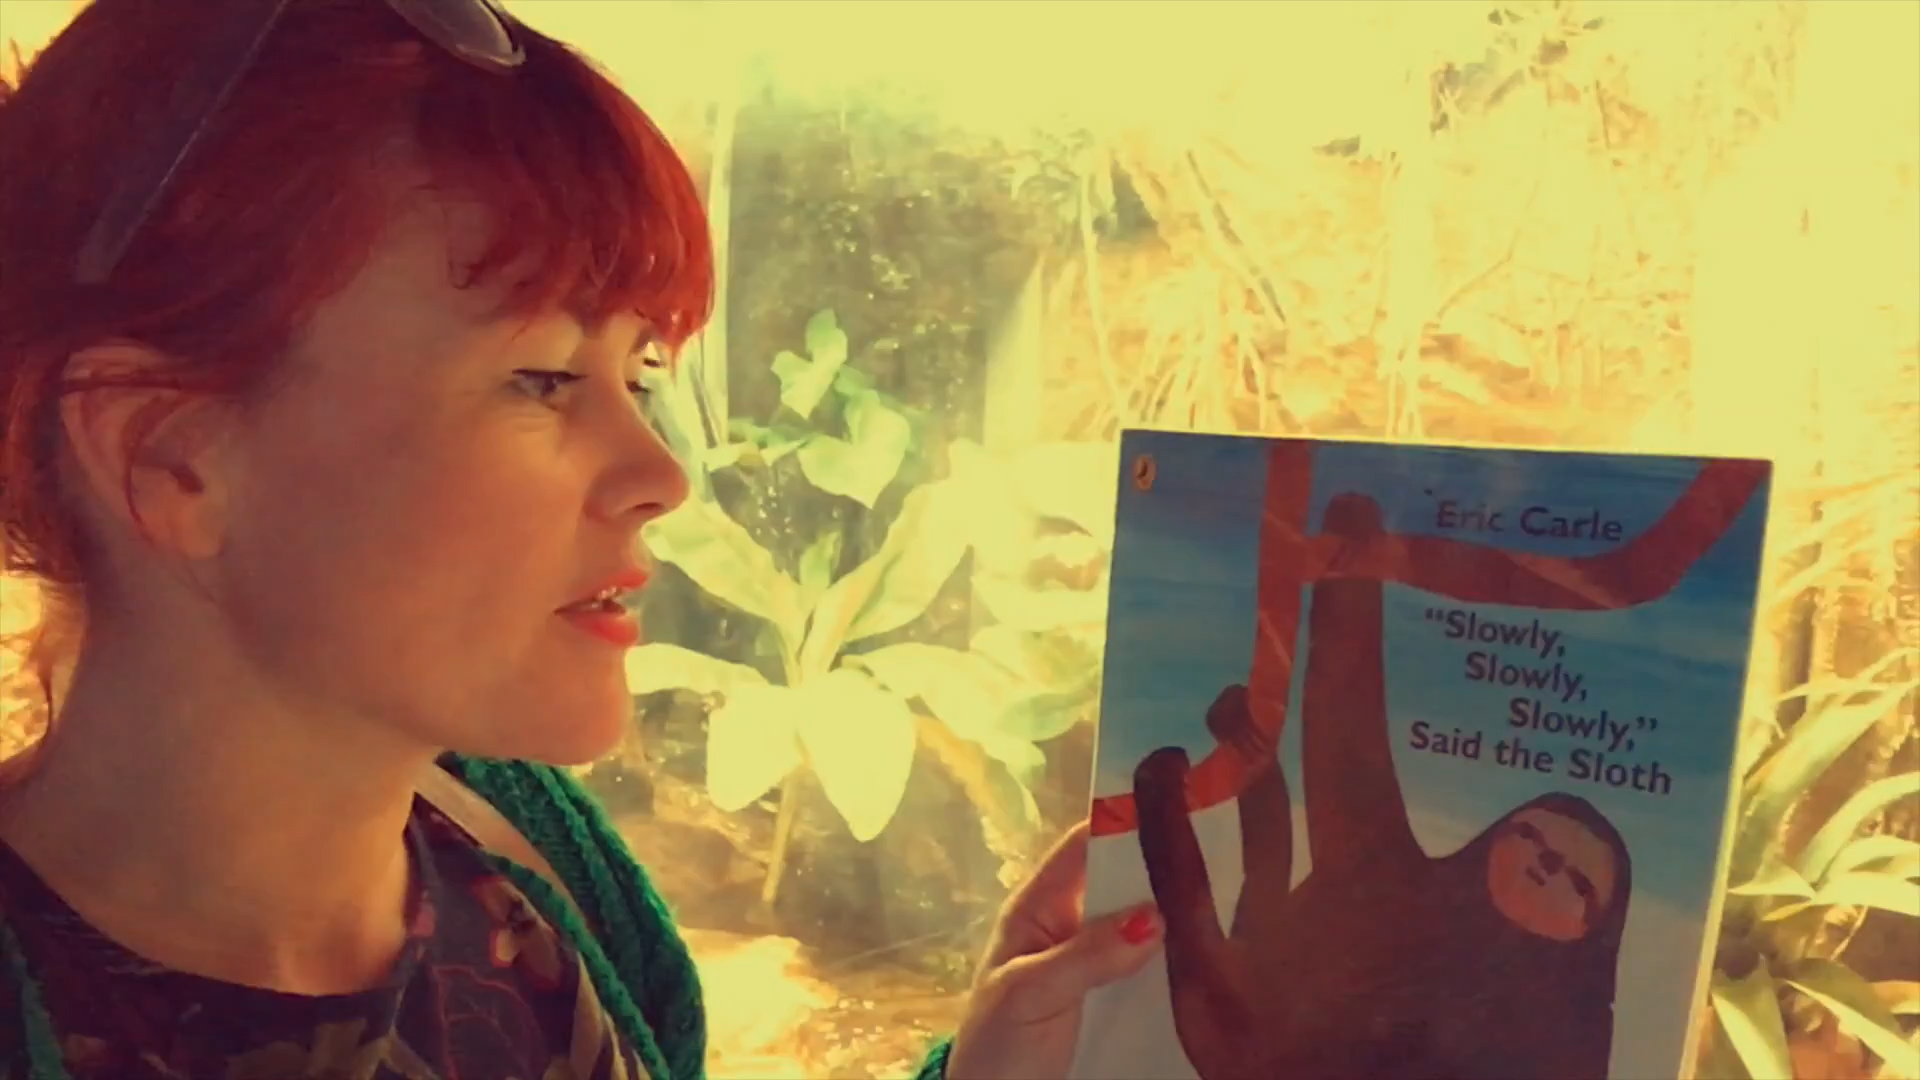 Eric Carle
"Slowly,
Slowly,
Slowly,"
Said the Sloth